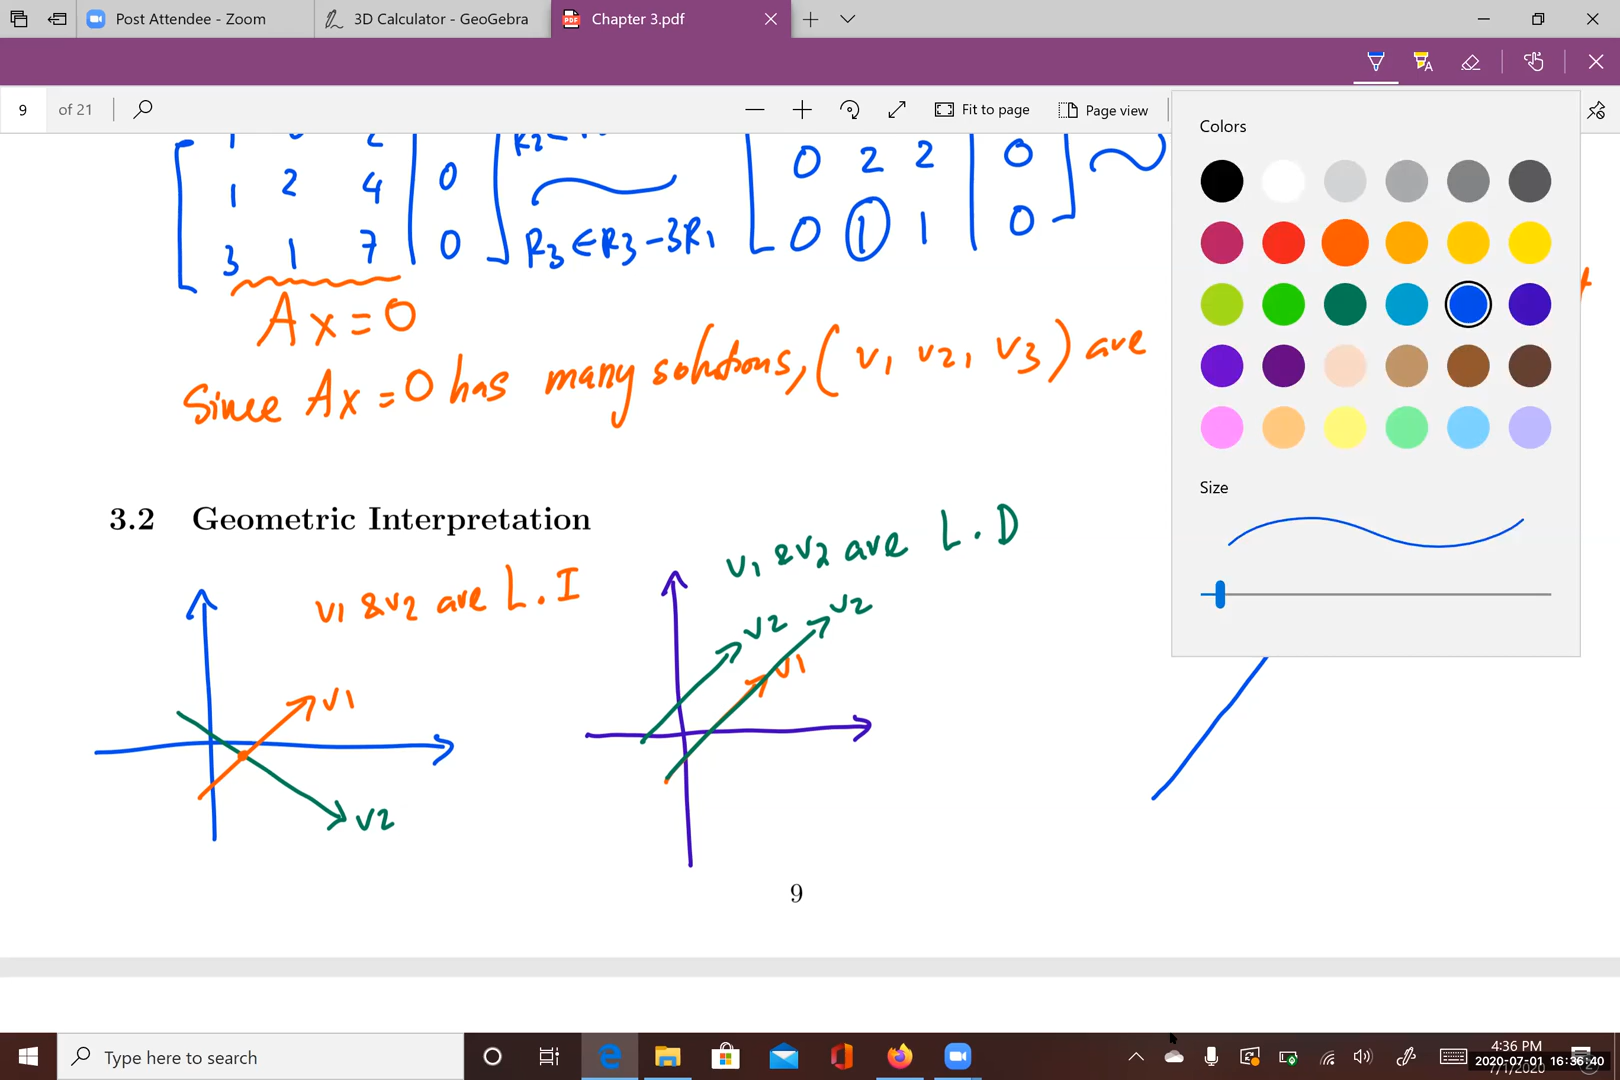 Post Attendee - Zoom
3D Calculator - GeoGebra
Chapter 3.pdf
9 of 21
Fit to page
Page view
Colors
Size
1 2 4 0
3 1 7 0
R3 ← R3 - 3R1
0 2 2 0
0 1 1 0
Ax = 0
Since Ax = 0 has many solutions, ( v1 v2, v3 ) are
3.2 Geometric Interpretation
v1 & v2 are L.I
v1
v2
v1 & v2 are L.D
v2
v2
v1
9
Type here to search
4:36 PM
2020-07-01 16:36:40